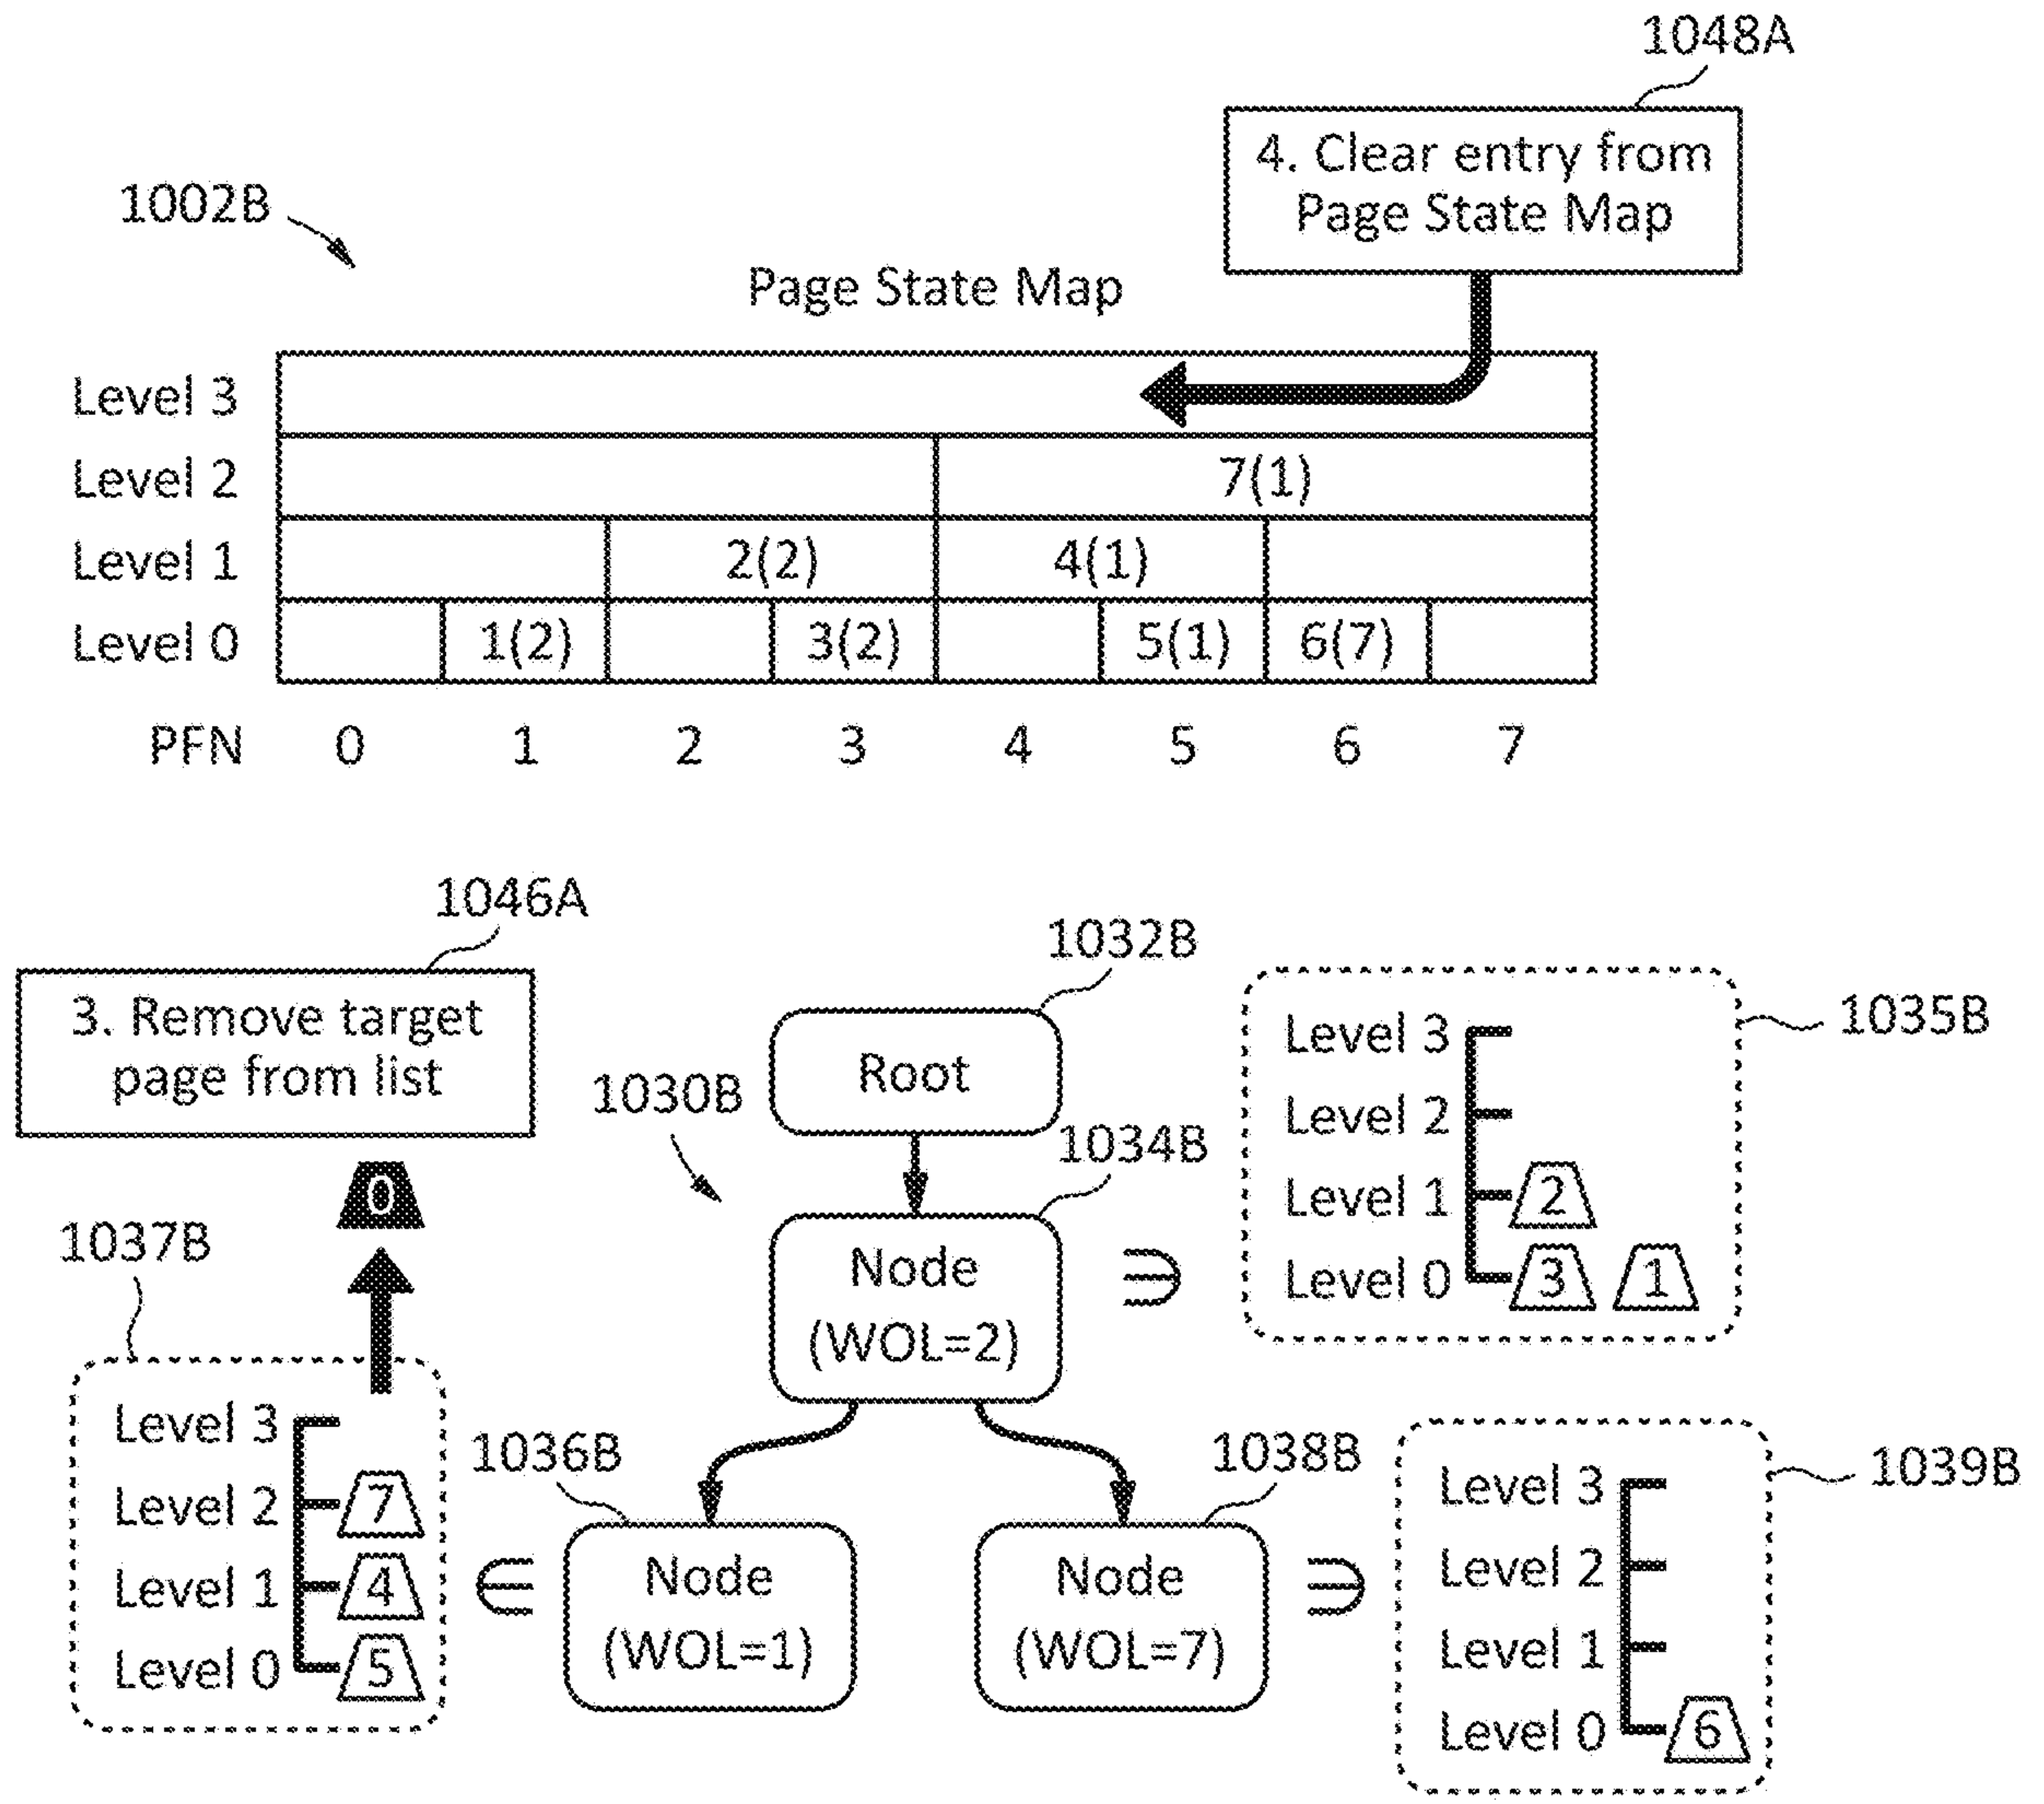 1048A
4. Clear entry from
Page State Map
1002B
Page State Map
Level 3
Level 2 7(1)
Level 1 2(2) 4(1)
Level 0 1(2) 3(2) 5(1) 6(7)
PFN 0 1 2 3 4 5 6 7
1046A
3. Remove target
page from list
0
1037B
Level 3
Level 2 7
Level 1 4
Level 0 5
1032B
Root
1030B
1034B
Node
(WOL=2)
1035B
Level 3
Level 2
Level 1 2
Level 0 3 1
1036B
Node
(WOL=1)
1038B
Node
(WOL=7)
1039B
Level 3
Level 2
Level 1
Level 0 6